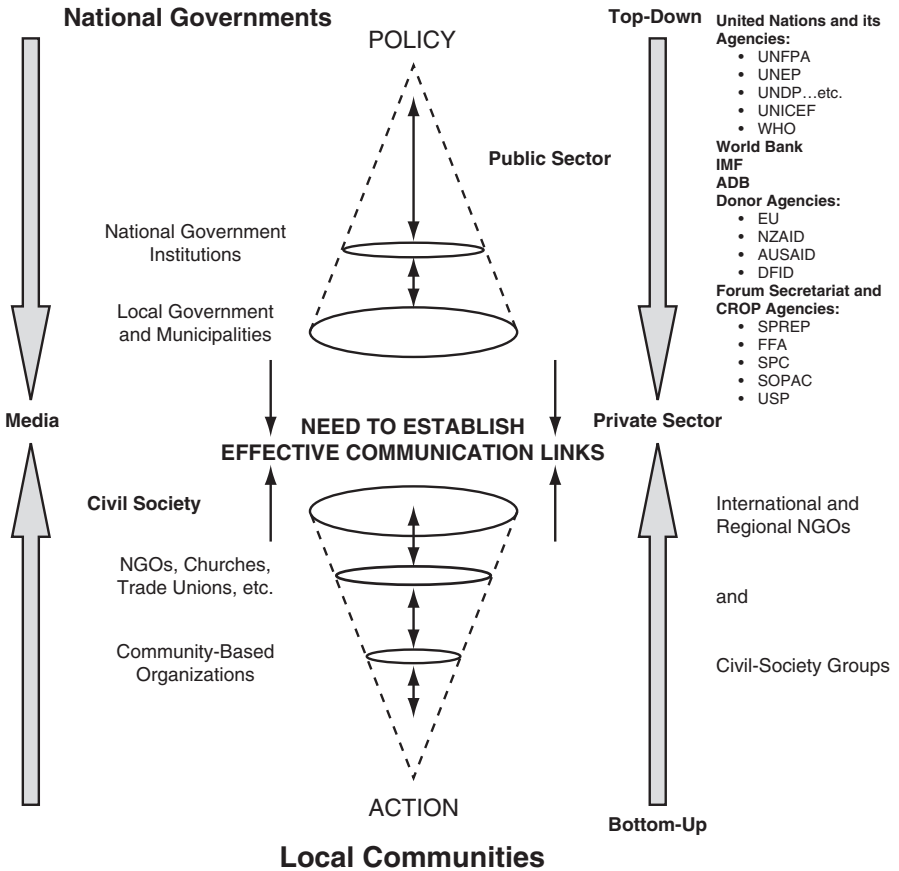 National Governments
POLICY
Top-Down
United Nations and its
Agencies:
• UNFPA
• UNEP
• UNDP…etc.
• UNICEF
• WHO
World Bank
IMF
ADB
Donor Agencies:
• EU
• NZAID
• AUSAID
• DFID
Forum Secretariat and
CROP Agencies:
• SPREP
• FFA
• SPC
• SOPAC
• USP
Public Sector
National Government
Institutions
Local Government
and Municipalities
Media
NEED TO ESTABLISH
EFFECTIVE COMMUNICATION LINKS
Private Sector
Civil Society
NGOs, Churches,
Trade Unions, etc.
Community-Based
Organizations
International and
Regional NGOs
and
Civil-Society Groups
ACTION
Bottom-Up
Local Communities